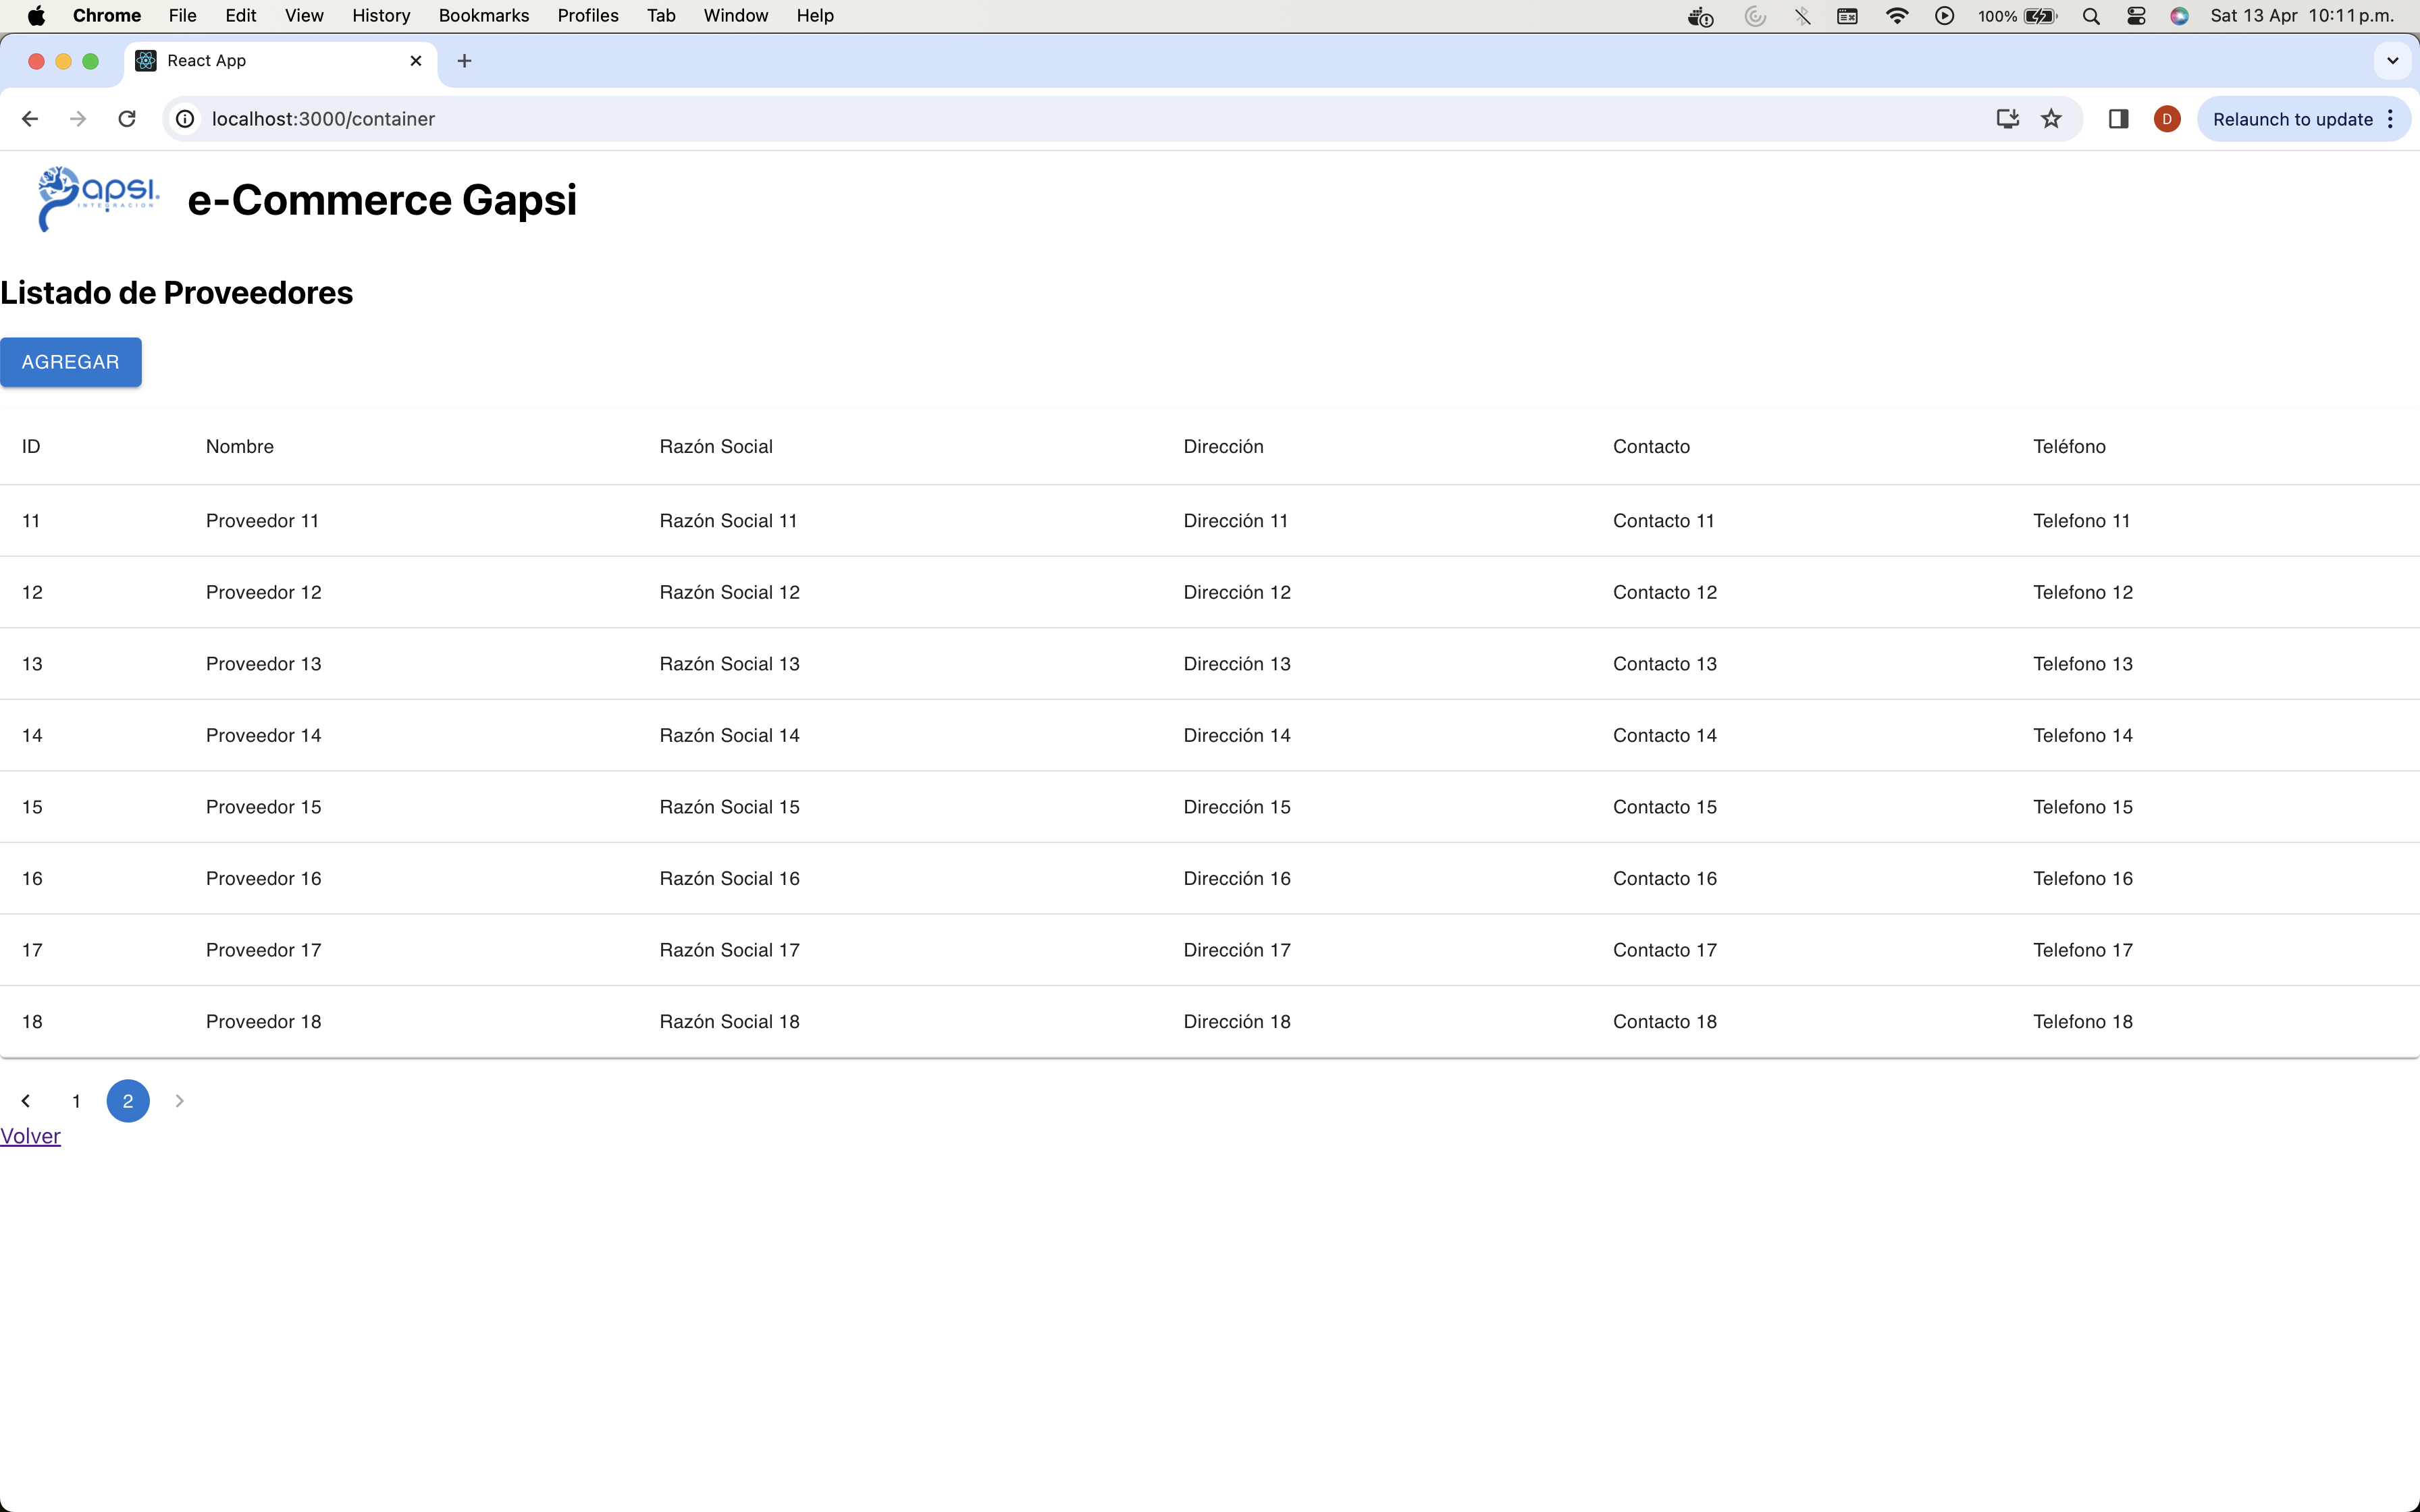 Chrome File Edit View History Bookmarks Profiles Tab Window Help 100% Sat 13 Apr 10:11 p.m.
React App
localhost:3000/container D Relaunch to update
apsi. e-Commerce Gapsi
INTEGRACIÓN
Listado de Proveedores
AGREGAR
ID Nombre Razón Social Dirección Contacto Teléfono
11 Proveedor 11 Razón Social 11 Dirección 11 Contacto 11 Telefono 11
12 Proveedor 12 Razón Social 12 Dirección 12 Contacto 12 Telefono 12
13 Proveedor 13 Razón Social 13 Dirección 13 Contacto 13 Telefono 13
14 Proveedor 14 Razón Social 14 Dirección 14 Contacto 14 Telefono 14
15 Proveedor 15 Razón Social 15 Dirección 15 Contacto 15 Telefono 15
16 Proveedor 16 Razón Social 16 Dirección 16 Contacto 16 Telefono 16
17 Proveedor 17 Razón Social 17 Dirección 17 Contacto 17 Telefono 17
18 Proveedor 18 Razón Social 18 Dirección 18 Contacto 18 Telefono 18
1 2
Volver